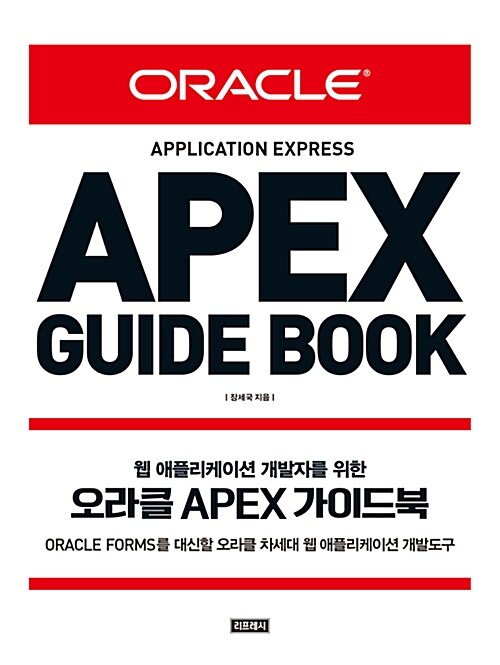 ORACLE®
APPLICATION EXPRESS
APEX
GUIDE BOOK
| 장세국 지음 |
웹 애플리케이션 개발자를 위한
오라클 APEX 가이드북
ORACLE FORMS를 대신할 오라클 차세대 웹 애플리케이션 개발도구
리프레시